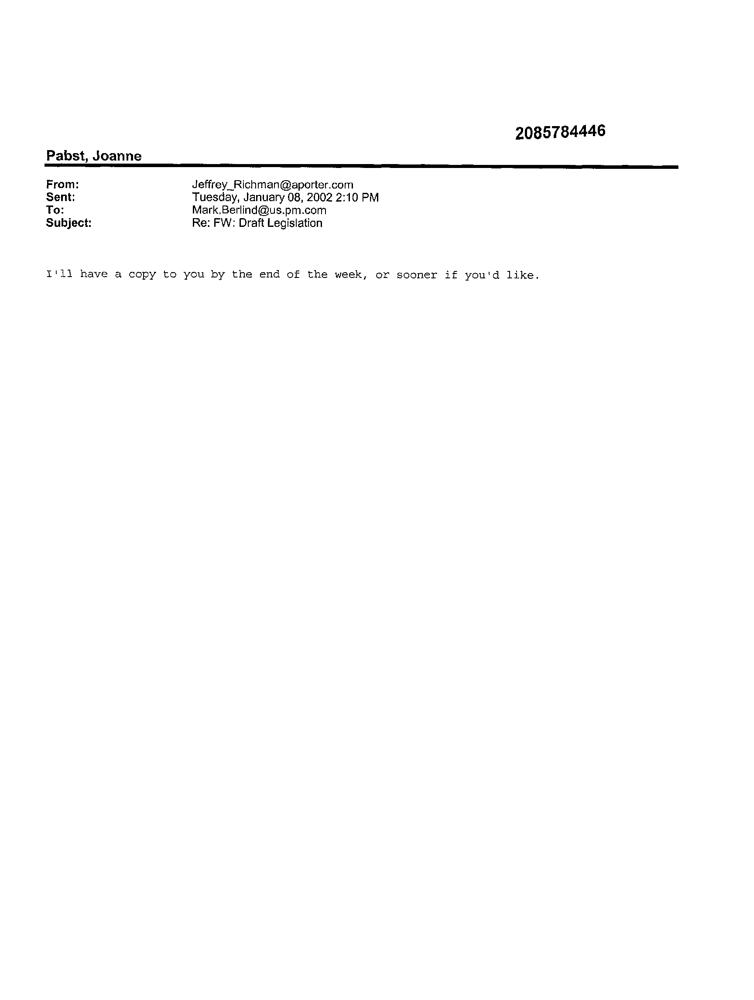 2085784446
Pabst, Joanne
From: Jeffrey_Richman@aporter.com
Sent: Tuesday, January 08, 2002 2:10 PM
To: Mark.Berlind@us.pm.com
Subject: Re: FW: Draft Legislation
I'll have a copy to you by the end of the week, or sooner if you'd like.